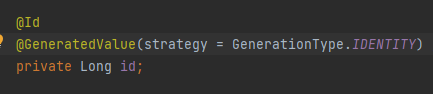 @Id
@GeneratedValue(strategy = GenerationType.IDENTITY)
private Long id;